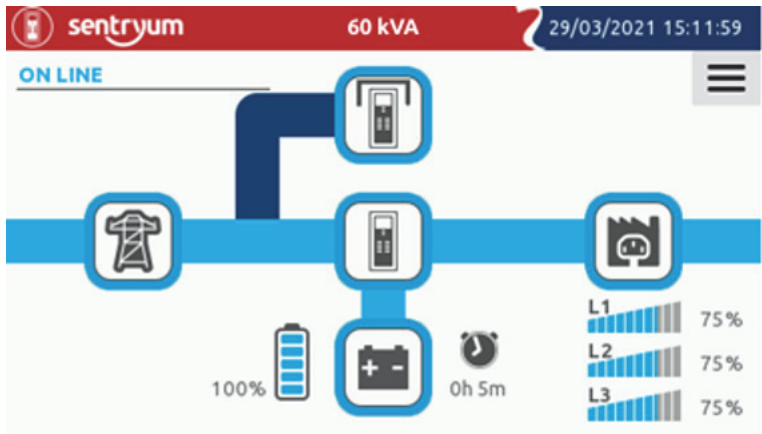 sentryum 60 kVA 29/03/2021 15:11:59
ON LINE
L1 75%
L2 75%
100% 0h 5m
L3 75%